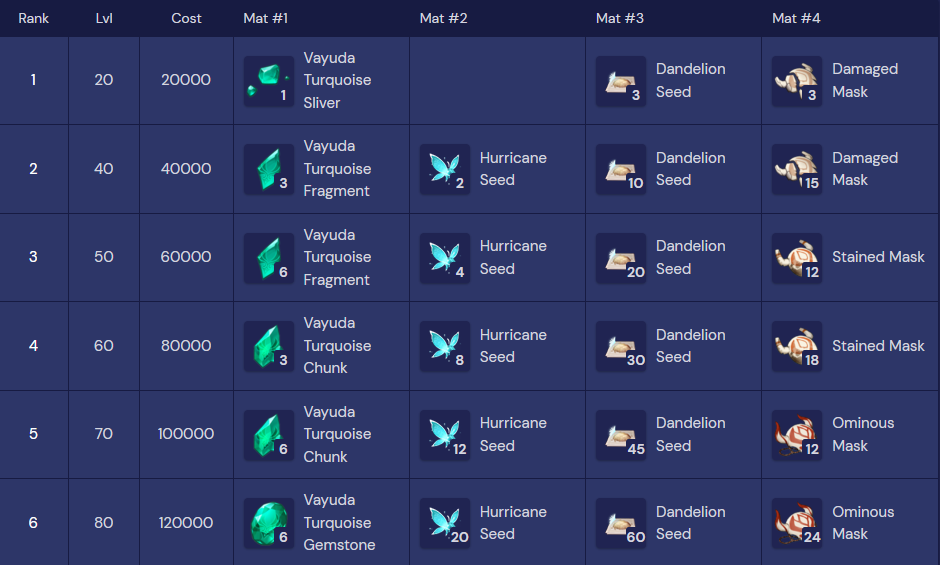 Rank Lvl Cost Mat #1 Mat #2 Mat #3 Mat #4
1 20 20000 1 Vayuda Turquoise Sliver 3 Dandelion Seed 3 Damaged Mask
2 40 40000 3 Vayuda Turquoise Fragment 2 Hurricane Seed 10 Dandelion Seed 15 Damaged Mask
3 50 60000 6 Vayuda Turquoise Fragment 4 Hurricane Seed 20 Dandelion Seed 12 Stained Mask
4 60 80000 3 Vayuda Turquoise Chunk 8 Hurricane Seed 30 Dandelion Seed 18 Stained Mask
5 70 100000 6 Vayuda Turquoise Chunk 12 Hurricane Seed 45 Dandelion Seed 12 Ominous Mask
6 80 120000 6 Vayuda Turquoise Gemstone 20 Hurricane Seed 60 Dandelion Seed 24 Ominous Mask